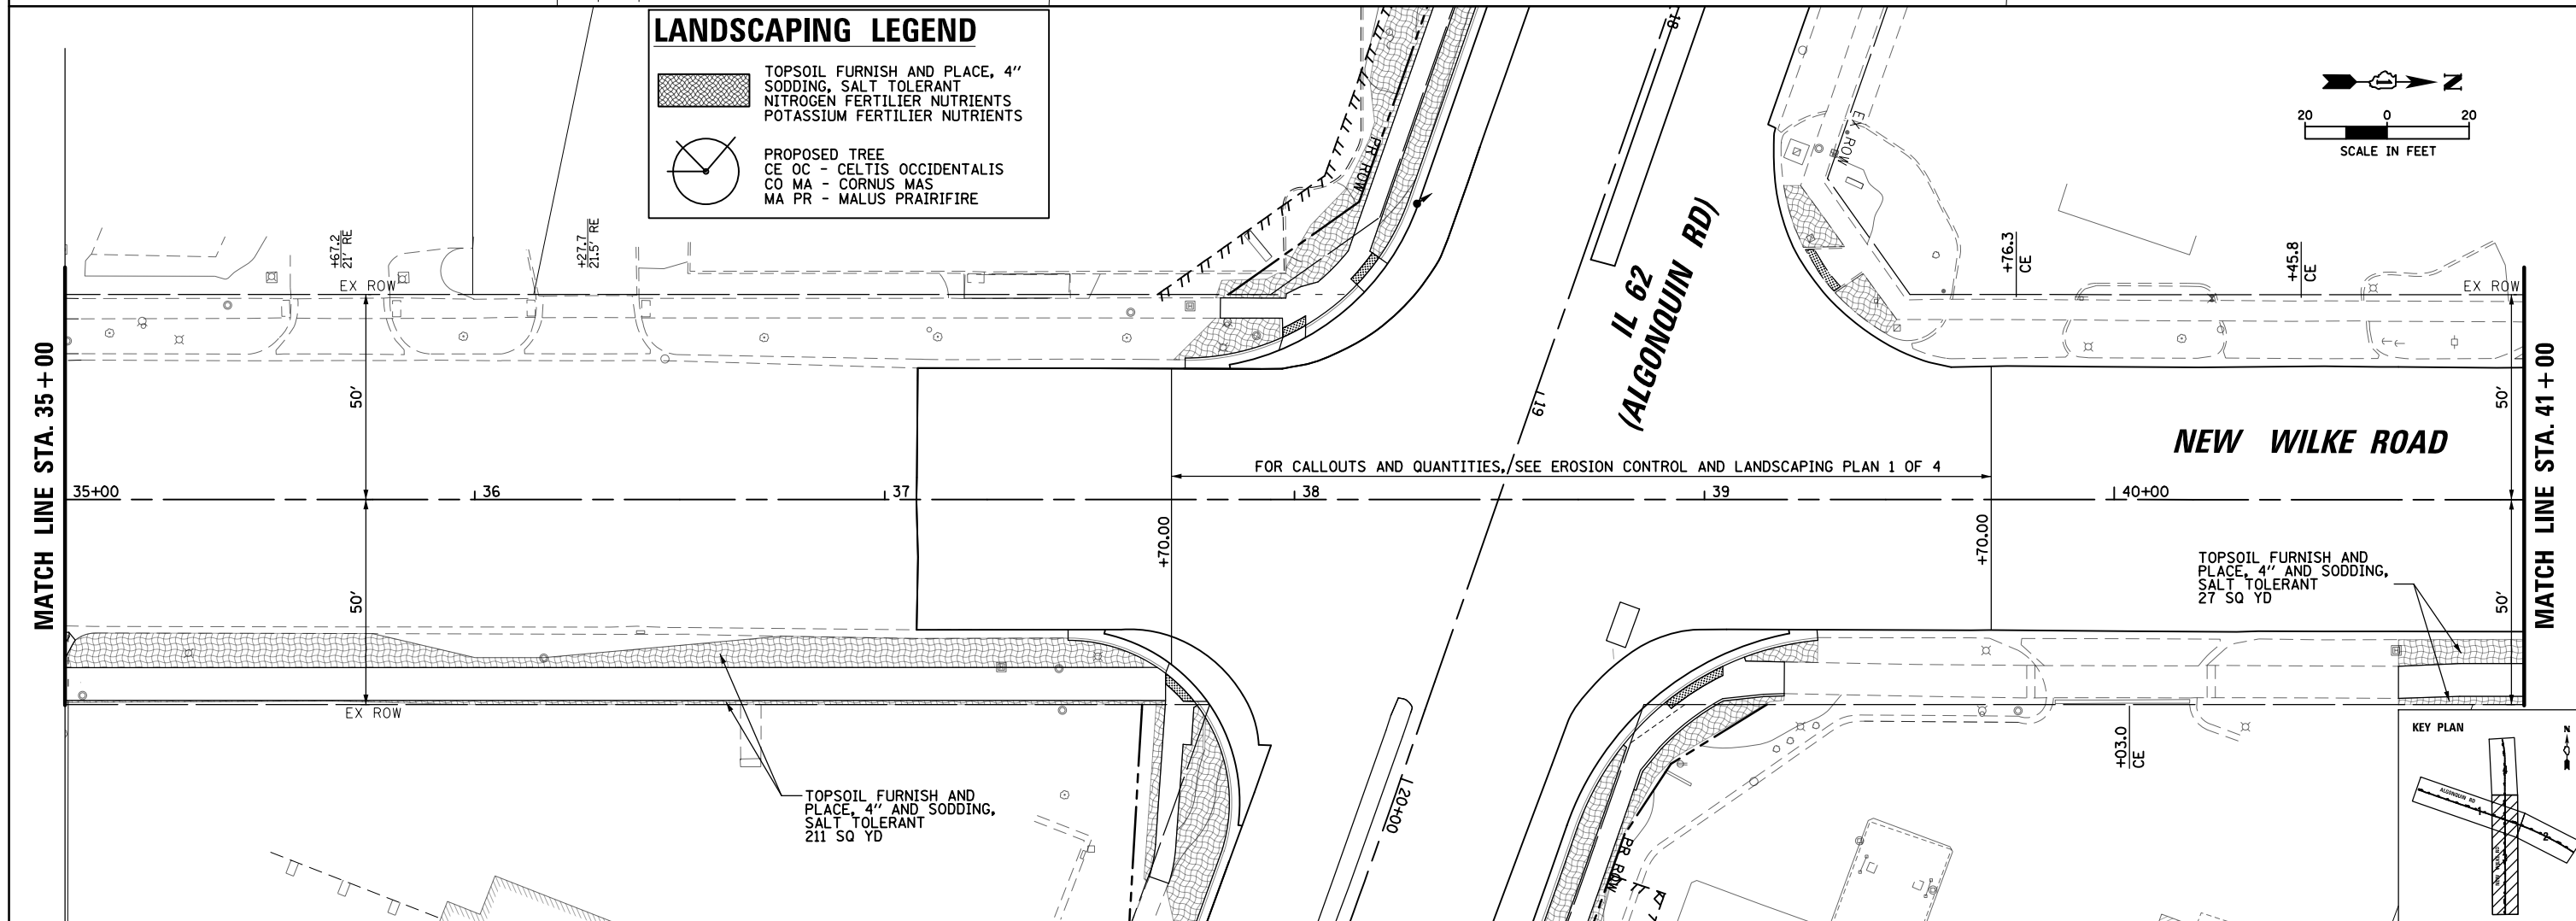 LANDSCAPING LEGEND
TOPSOIL FURNISH AND PLACE, 4"
SODDING, SALT TOLERANT
NITROGEN FERTILIER NUTRIENTS
POTASSIUM FERTILIER NUTRIENTS
PROPOSED TREE
CE OC - CELTIS OCCIDENTALIS
CO MA - CORNUS MAS
MA PR - MALUS PRAIRIFIRE
18
N
20 0 20
SCALE IN FEET
PR ROW
EX ROW
IL 62
(ALGONQUIN RD)
+67.2
21' RE
+27.7
21.5' RE
+76.3
CE
+45.8
CE
EX ROW
EX ROW
MATCH LINE STA. 35+00
50'
19
50'
MATCH LINE STA. 41+00
NEW WILKE ROAD
FOR CALLOUTS AND QUANTITIES, SEE EROSION CONTROL AND LANDSCAPING PLAN 1 OF 4
35+00
36
37
38
39
40+00
+70.00
+70.00
50'
50'
TOPSOIL FURNISH AND
PLACE, 4" AND SODDING,
SALT TOLERANT
27 SQ YD
EX ROW
+03.0
CE
20+00
TOPSOIL FURNISH AND
PLACE, 4" AND SODDING,
SALT TOLERANT
211 SQ YD
PR ROW
KEY PLAN
N
ALGONQUIN RD
2